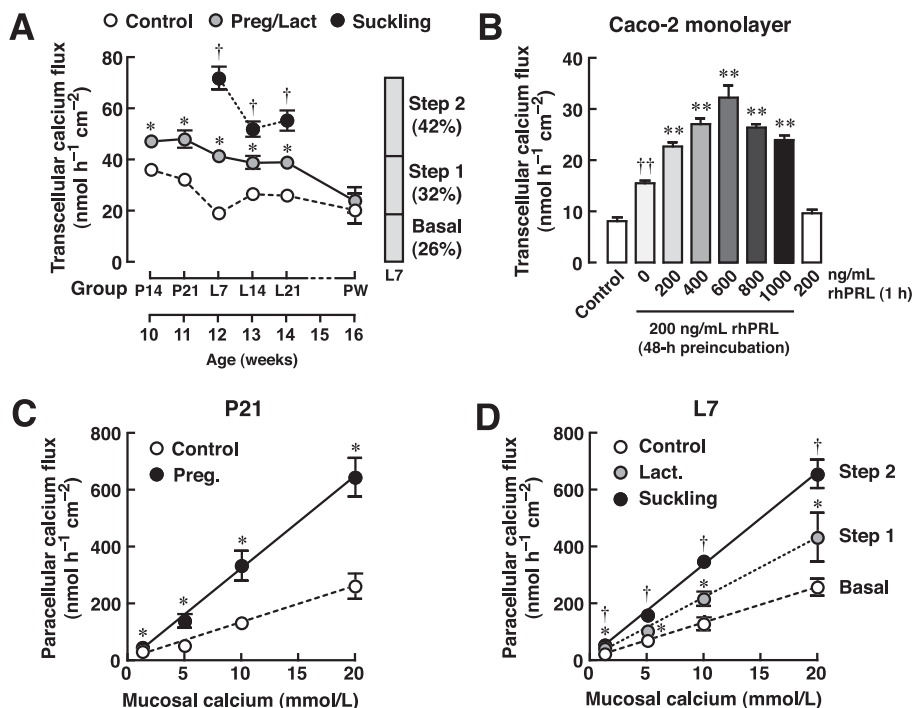 A
Control Preg/Lact Suckling
Transcellular calcium flux
(nmol h⁻¹ cm⁻²)
80
60
40
20
0
†
†
†
* * * * *
Step 2
(42%)
Step 1
(32%)
Basal
(26%)
L7
Group P14 P21 L7 L14 L21 PW
10 11 12 13 14 15 16
Age (weeks)
B
Caco-2 monolayer
Transcellular calcium flux
(nmol h⁻¹ cm⁻²)
40
30
20
10
0
†† ** ** ** ** **
Control 0 200 400 600 800 1000 200 ng/mL
rhPRL (1 h)
200 ng/mL rhPRL
(48-h preincubation)
C
P21
Control
Preg.
Paracellular calcium flux
(nmol h⁻¹ cm⁻²)
800
600
400
200
0
* * * *
0 5 10 15 20
Mucosal calcium (mmol/L)
D
L7
Control
Lact.
Suckling
Paracellular calcium flux
(nmol h⁻¹ cm⁻²)
800
600
400
200
0
† † † †
* * * *
Step 2
Step 1
Basal
0 5 10 15 20
Mucosal calcium (mmol/L)